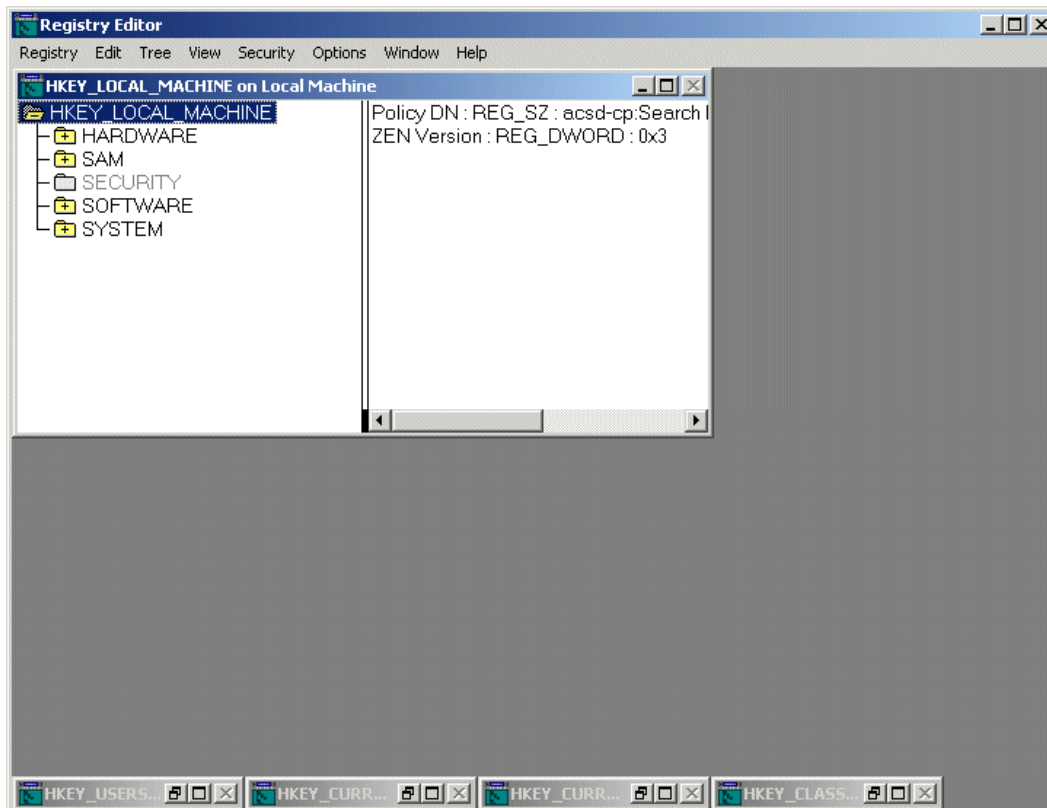 Registry Editor
Registry Edit Tree View Security Options Window Help
HKEY_LOCAL_MACHINE on Local Machine
HKEY_LOCAL_MACHINE
HARDWARE
SAM
SECURITY
SOFTWARE
SYSTEM
Policy DN : REG_SZ : acsd-cp:Search
ZEN Version : REG_DWORD : 0x3
HKEY_USERS... HKEY_CURR... HKEY_CURR... HKEY_CLASS...